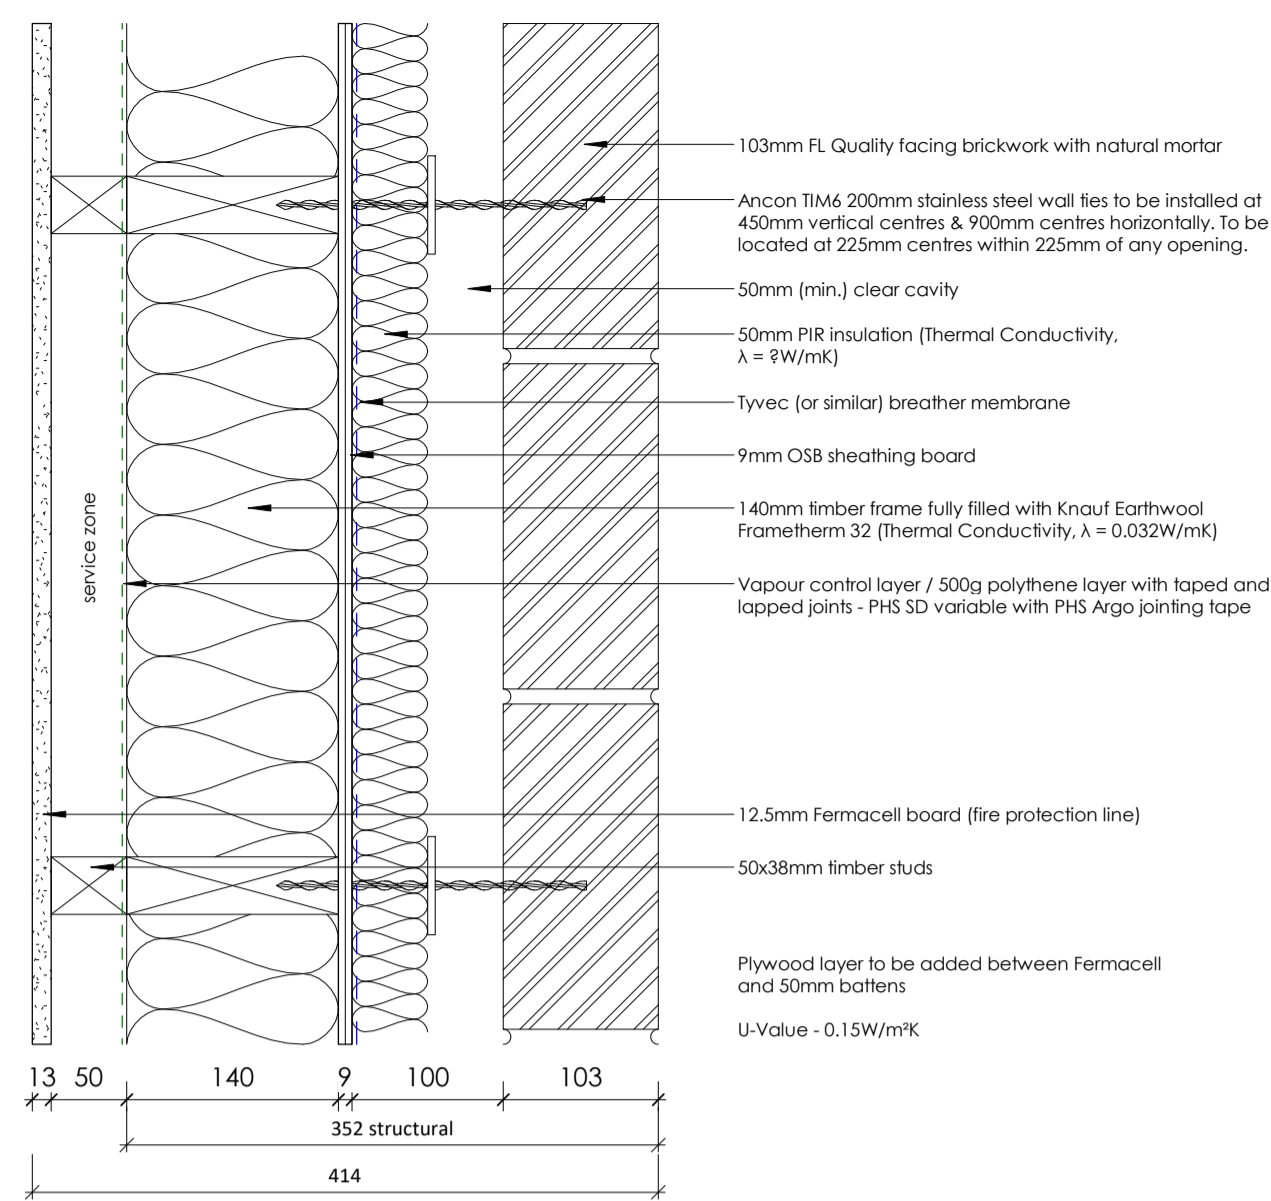 103mm FL Quality facing brickwork with natural mortar
Ancon TIM6 200mm stainless steel wall ties to be installed at
450mm vertical centres & 900mm centres horizontally. To be
located at 225mm centres within 225mm of any opening.
50mm (min.) clear cavity
50mm PIR insulation (Thermal Conductivity,
λ = ?W/mK)
Tyvec (or similar) breather membrane
9mm OSB sheathing board
140mm timber frame fully filled with Knauf Earthwool
Frametherm 32 (Thermal Conductivity, λ = 0.032W/mK)
service zone
Vapour control layer / 500g polythene layer with taped and
lapped joints - PHS SD variable with PHS Argo jointing tape
12.5mm Fermacell board (fire protection line)
50x38mm timber studs
Plywood layer to be added between Fermacell
and 50mm battens
U-Value - 0.15W/m²K
13 50 140 9 100 103
352 structural
414